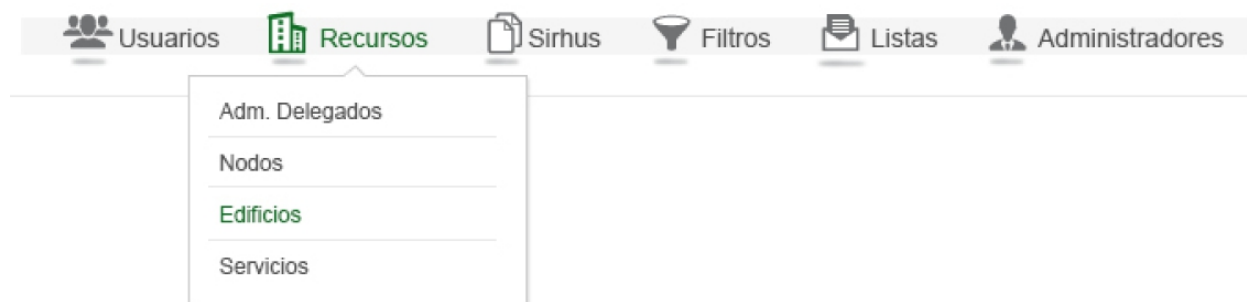 Usuarios Recursos Sirhus Filtros Listas Administradores
Adm. Delegados
Nodos
Edificios
Servicios